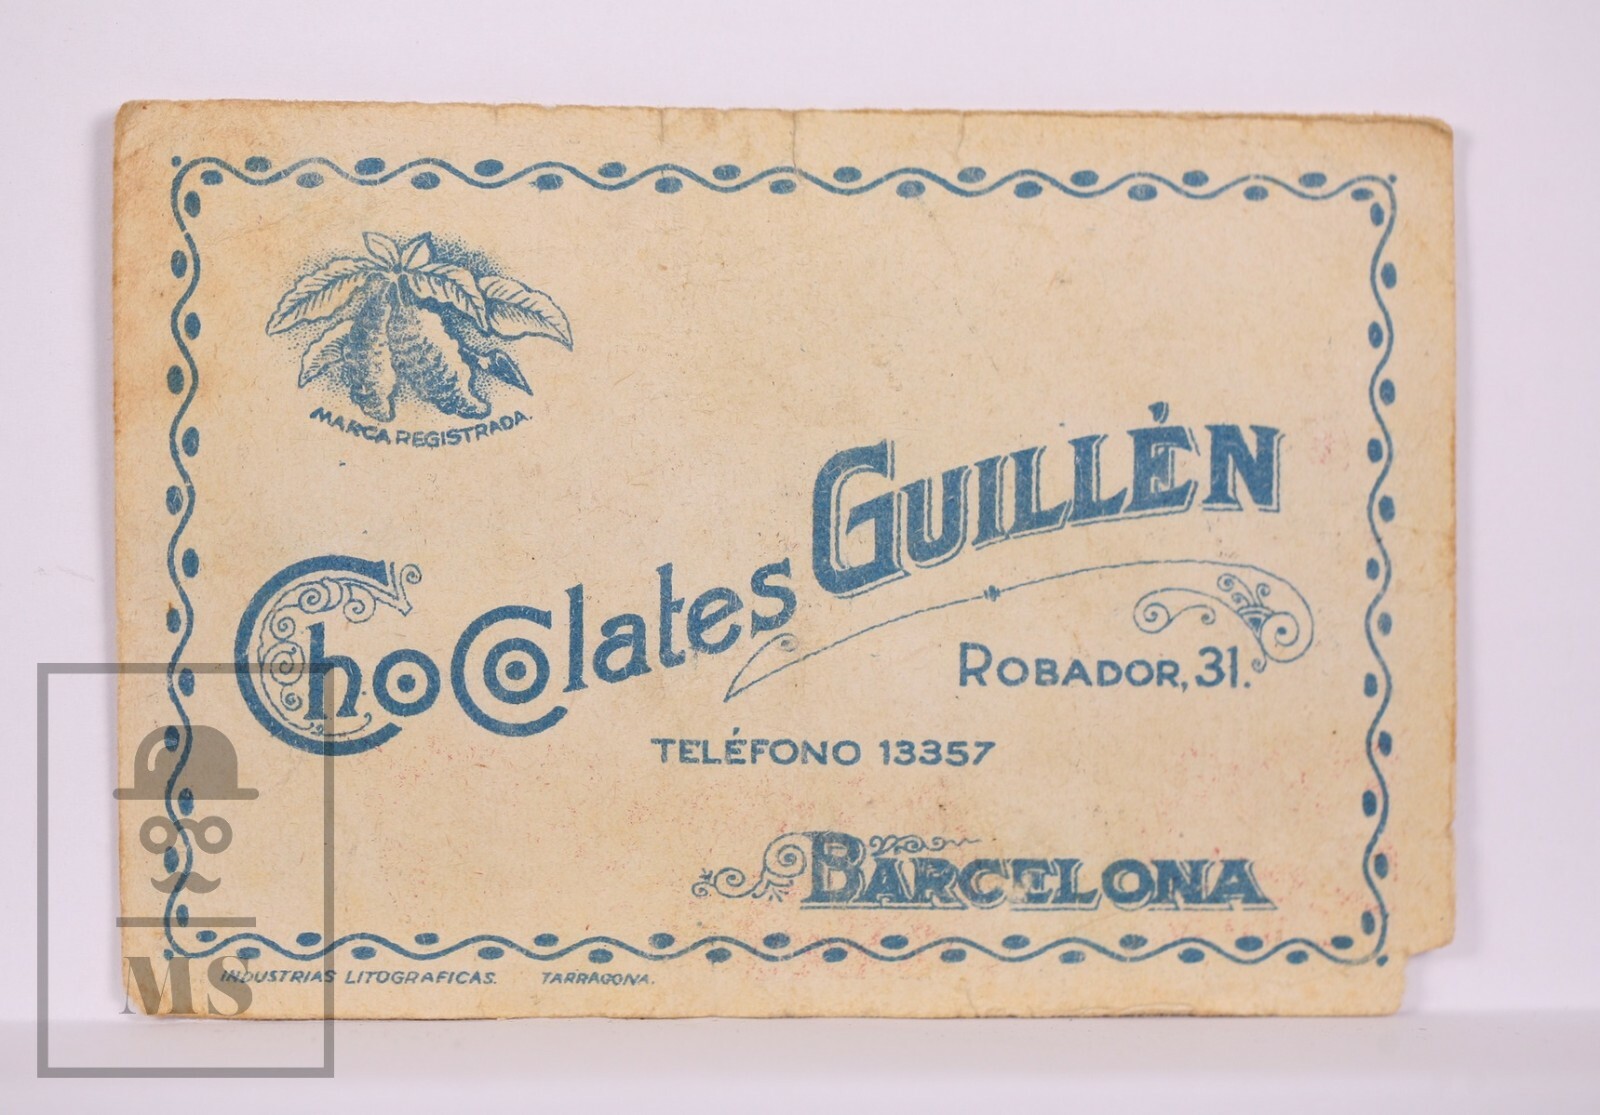 MARCA REGISTRADA.
ChoColates GUILLÉN
ROBADOR, 31.
TELÉFONO 13357
BARCELONA
INDUSTRIAS LITOGRAFICAS. TARRAGONA.
MS